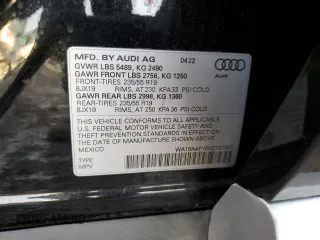 MFD. BY AUDI AG 04.22
GVWR LBS 5489, KG 2490
GAWR FRONT LBS 2756, KG 1250
FRONT-TIRES 235/55 R19
8JX19 RIMS, AT 230 KPA 33 PSI COLD
GAWR REAR LBS 2998, KG 1360
REAR-TIRES 235/55 R19
8JX19 RIMS, AT 250 KPA 36 PSI COLD
Audi
THIS VEHICLE CONFORMS TO ALL APPLICABLE FEDERAL
MOTOR VEHICLE SAFETY AND THEFT PREVENTION
STANDARDS IN EFFECT ON THE DATE OF
MANUFACTURE SHOWN ABOVE.
MEXICO
TYPE:
MPV